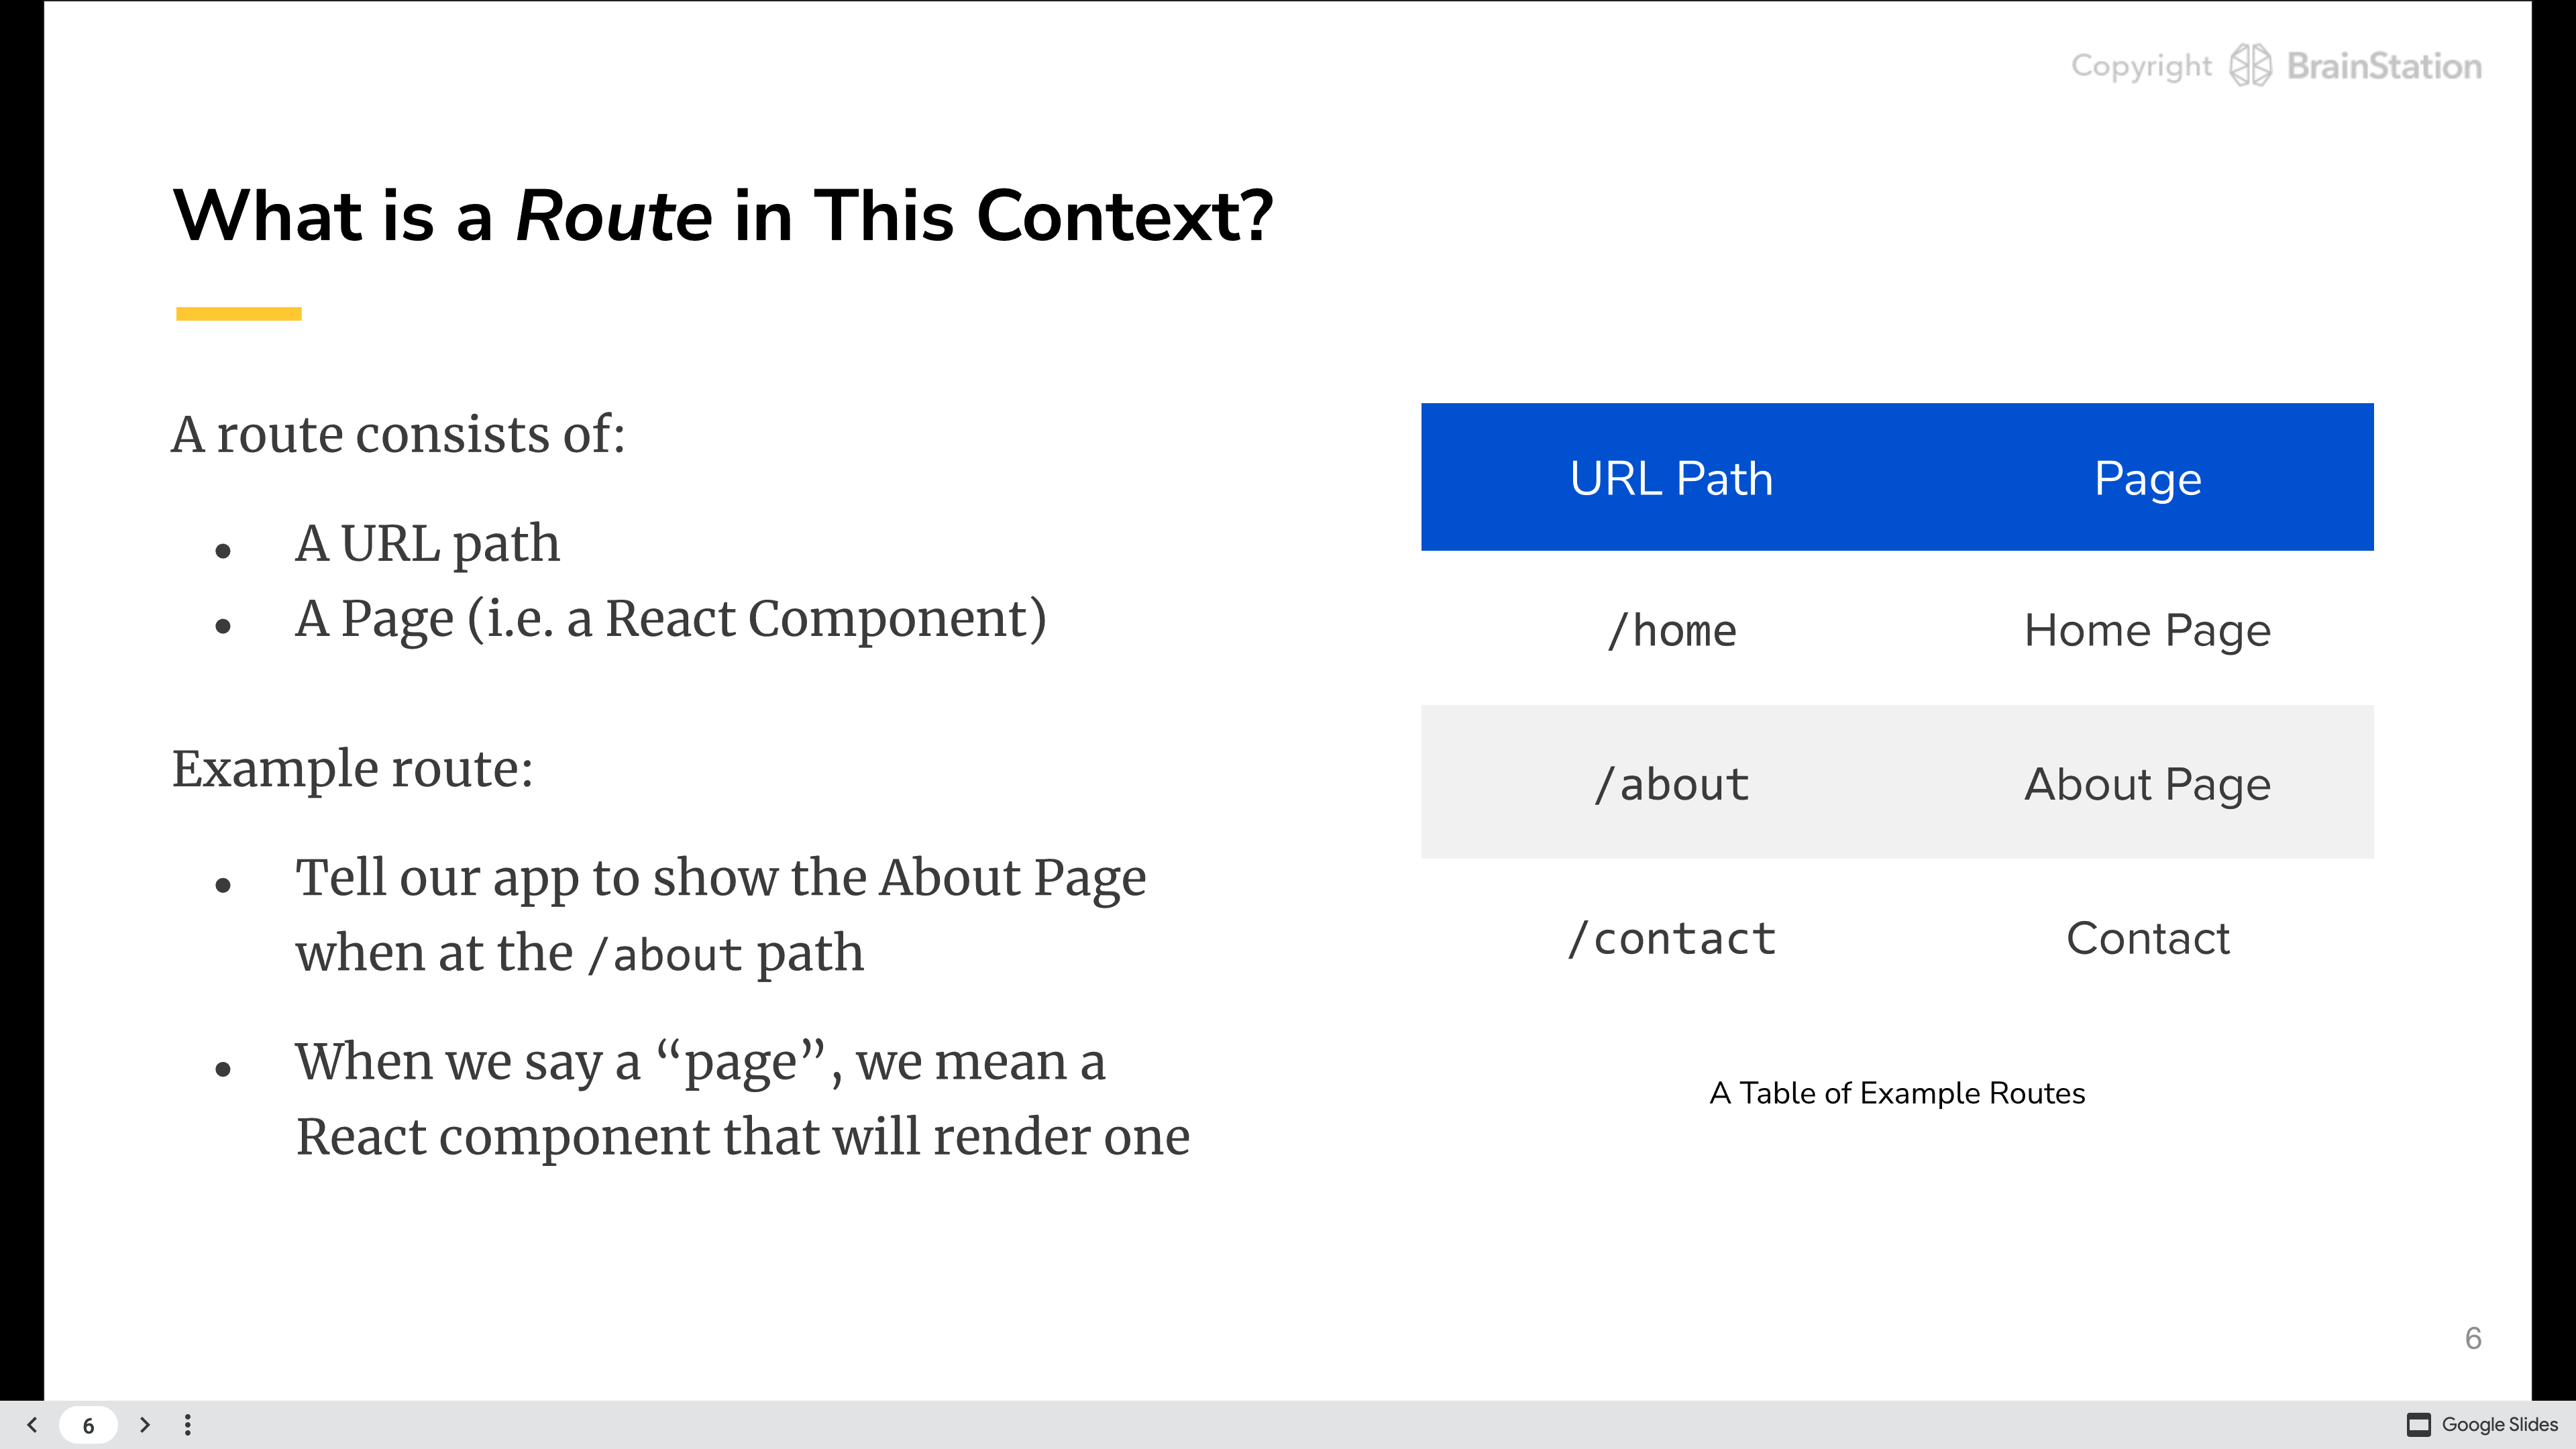 Copyright BrainStation
What is a Route in This Context?
A route consists of:
● A URL path
● A Page (i.e. a React Component)
Example route:
● Tell our app to show the About Page
when at the /about path
● When we say a “page”, we mean a
React component that will render one
URL Path Page
/home Home Page
/about About Page
/contact Contact
A Table of Example Routes
6
6 Google Slides